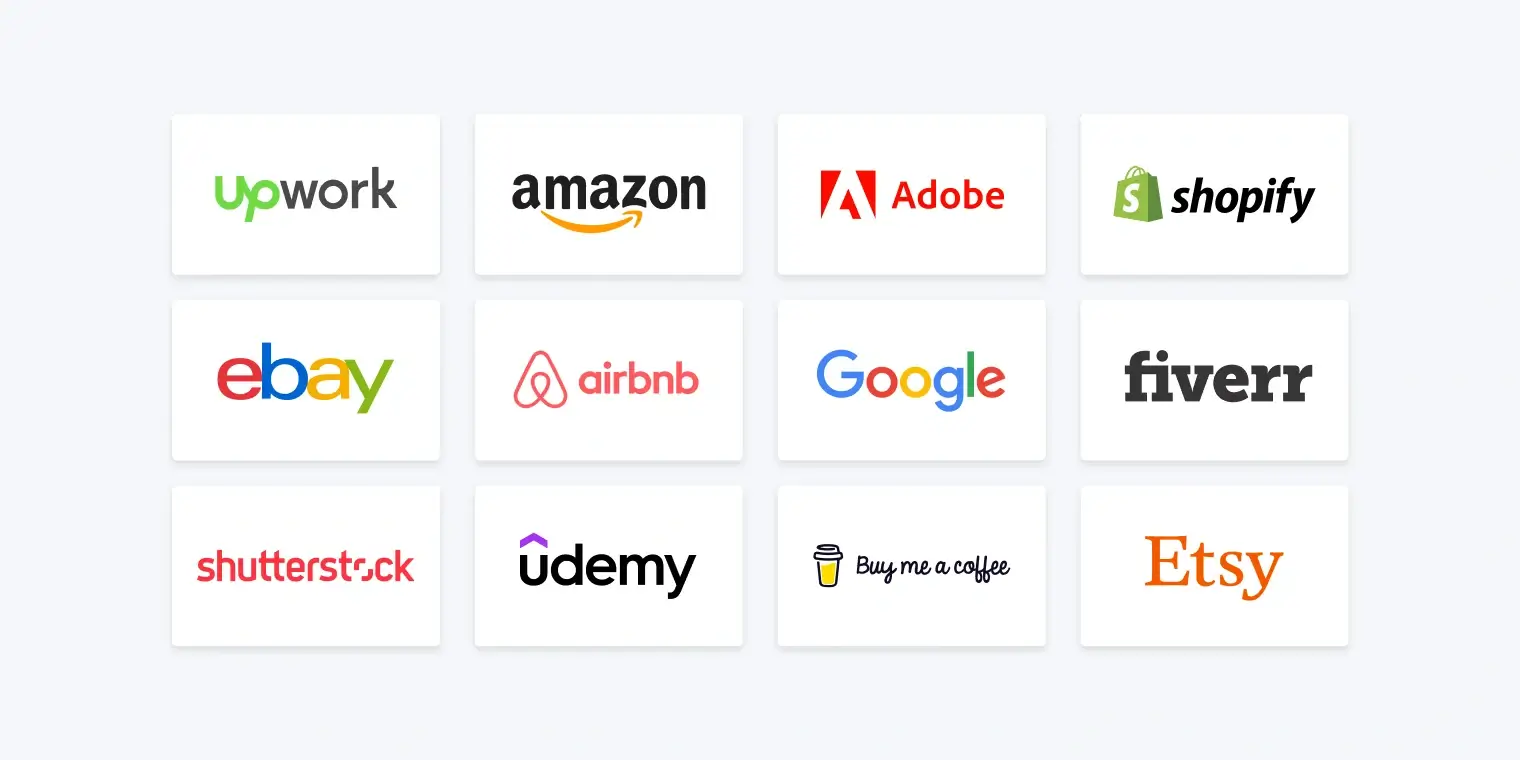 upwork
amazon
Adobe
shopify
ebay
airbnb
Google
fiverr
shutterstock
udemy
Buy me a coffee
Etsy